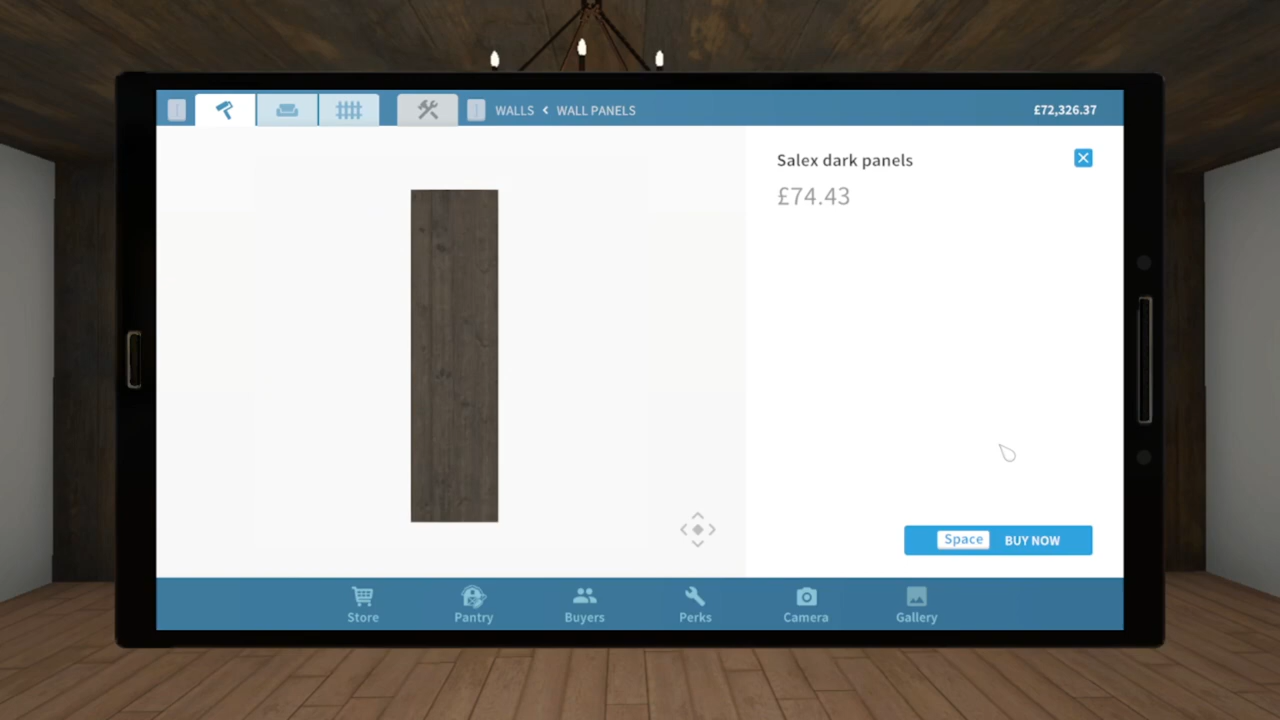 WALLS < WALL PANELS
£72,326.37
Salex dark panels
£74.43
Space BUY NOW
Store
Pantry
Buyers
Perks
Camera
Gallery